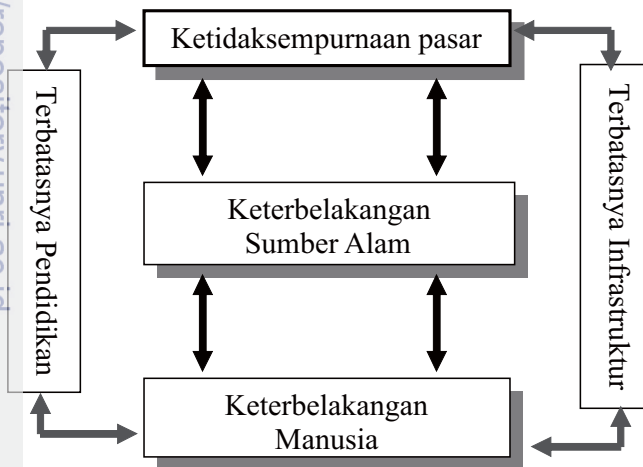 Ketidaksempurnaan pasar
Terbatasnya Pendidikan
Terbatasnya Infrastruktur
Keterbelakangan
Sumber Alam
Keterbelakangan
Manusia